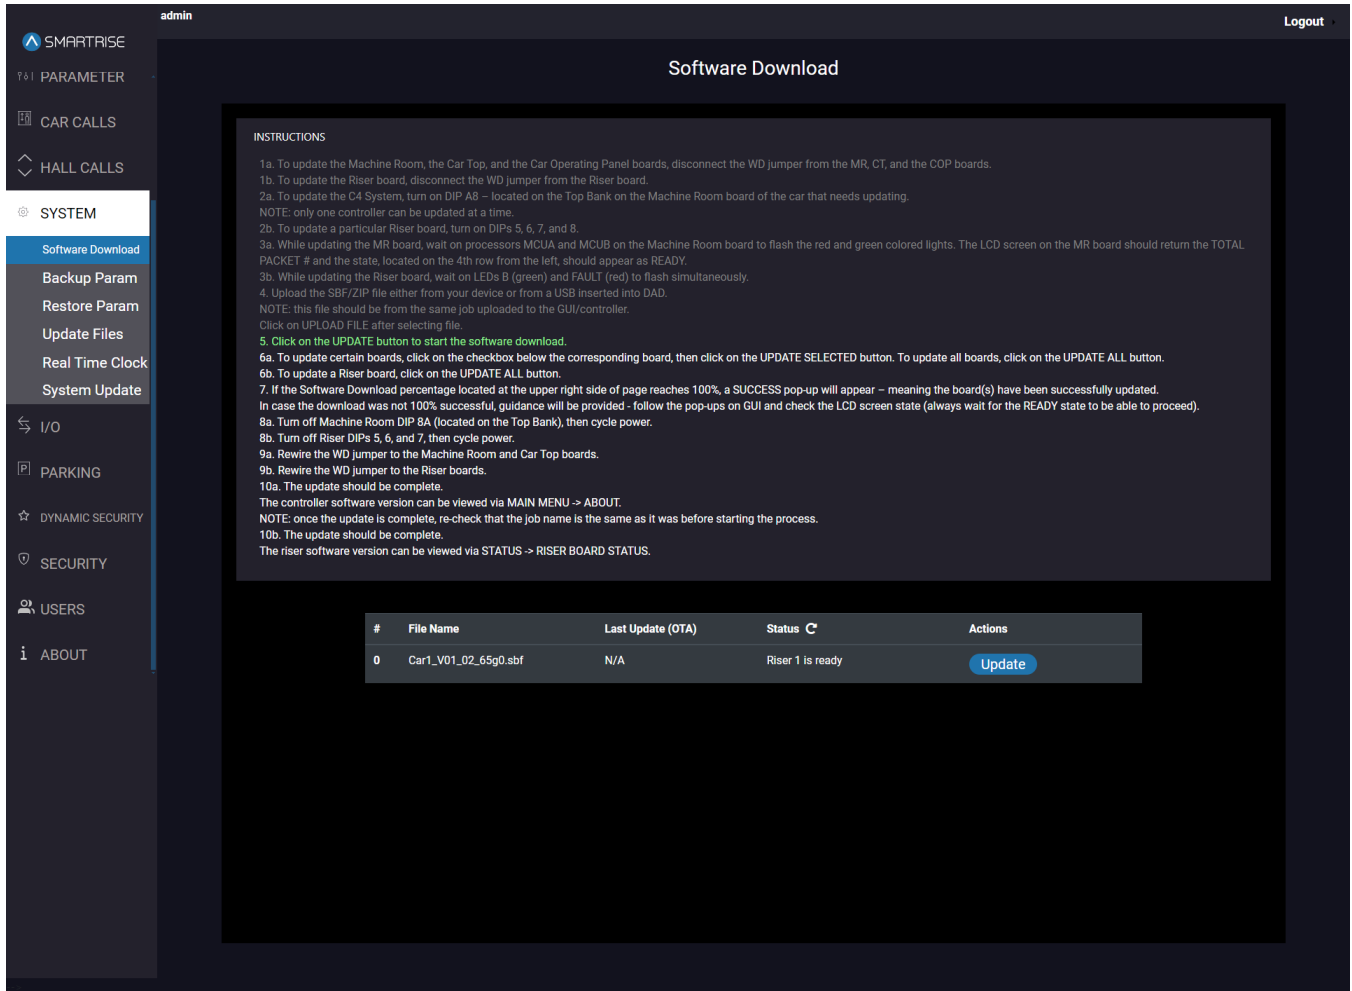 admin
Logout
SMARTRISE
PARAMETER
CAR CALLS
HALL CALLS
SYSTEM
Software Download
Backup Param
Restore Param
Update Files
Real Time Clock
System Update
I/O
P PARKING
DYNAMIC SECURITY
SECURITY
USERS
ABOUT
Software Download
INSTRUCTIONS
1a. To update the Machine Room, the Car Top, and the Car Operating Panel boards, disconnect the WD jumper from the MR, CT, and the COP boards.
1b. To update the Riser board, disconnect the WD jumper from the Riser board.
2a. To update the C4 System, turn on DIP A8 – located on the Top Bank on the Machine Room board of the car that needs updating.
NOTE: only one controller can be updated at a time.
2b. To update a particular Riser board, turn on DIPs 5, 6, 7, and 8.
3a. While updating the MR board, wait on processors MCUA and MCUB on the Machine Room board to flash the red and green colored lights. The LCD screen on the MR board should return the TOTAL
PACKET # and the state, located on the 4th row from the left, should appear as READY.
3b. While updating the Riser board, wait on LEDs B (green) and FAULT (red) to flash simultaneously.
4. Upload the SBF/ZIP file either from your device or from a USB inserted into DAD.
NOTE: this file should be from the same job uploaded to the GUI/controller.
Click on UPLOAD FILE after selecting file.
5. Click on the UPDATE button to start the software download.
6a. To update certain boards, click on the checkbox below the corresponding board, then click on the UPDATE SELECTED button. To update all boards, click on the UPDATE ALL button.
6b. To update a Riser board, click on the UPDATE ALL button.
7. If the Software Download percentage located at the upper right side of page reaches 100%, a SUCCESS pop-up will appear – meaning the board(s) have been successfully updated.
In case the download was not 100% successful, guidance will be provided - follow the pop-ups on GUI and check the LCD screen state (always wait for the READY state to be able to proceed).
8a. Turn off Machine Room DIP 8A (located on the Top Bank), then cycle power.
8b. Turn off Riser DIPs 5, 6, and 7, then cycle power.
9a. Rewire the WD jumper to the Machine Room and Car Top boards.
9b. Rewire the WD jumper to the Riser boards.
10a. The update should be complete.
The controller software version can be viewed via MAIN MENU -> ABOUT.
NOTE: once the update is complete, re-check that the job name is the same as it was before starting the process.
10b. The update should be complete.
The riser software version can be viewed via STATUS -> RISER BOARD STATUS.
# File Name Last Update (OTA) Status Actions
0 Car1_V01_02_65g0.sbf N/A Riser 1 is ready Update